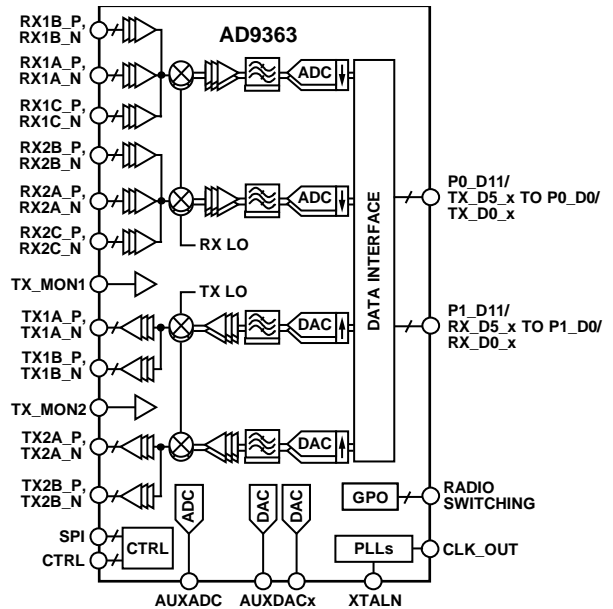 AD9363
RX1B_P,
RX1B_N
RX1A_P,
RX1A_N
RX1C_P,
RX1C_N
RX2B_P,
RX2B_N
RX2A_P,
RX2A_N
RX2C_P,
RX2C_N
TX_MON1
TX1A_P,
TX1A_N
TX1B_P,
TX1B_N
TX_MON2
TX2A_P,
TX2A_N
TX2B_P,
TX2B_N
SPI
CTRL
CTRL
ADC
ADC
RX LO
TX LO
DAC
DAC
DATA INTERFACE
P0_D11/
TX_D5_x TO P0_D0/
TX_D0_x
P1_D11/
RX_D5_x TO P1_D0/
RX_D0_x
GPO
RADIO
SWITCHING
ADC
DAC
DAC
PLLs
CLK_OUT
AUXADC
AUXDACx
XTALN